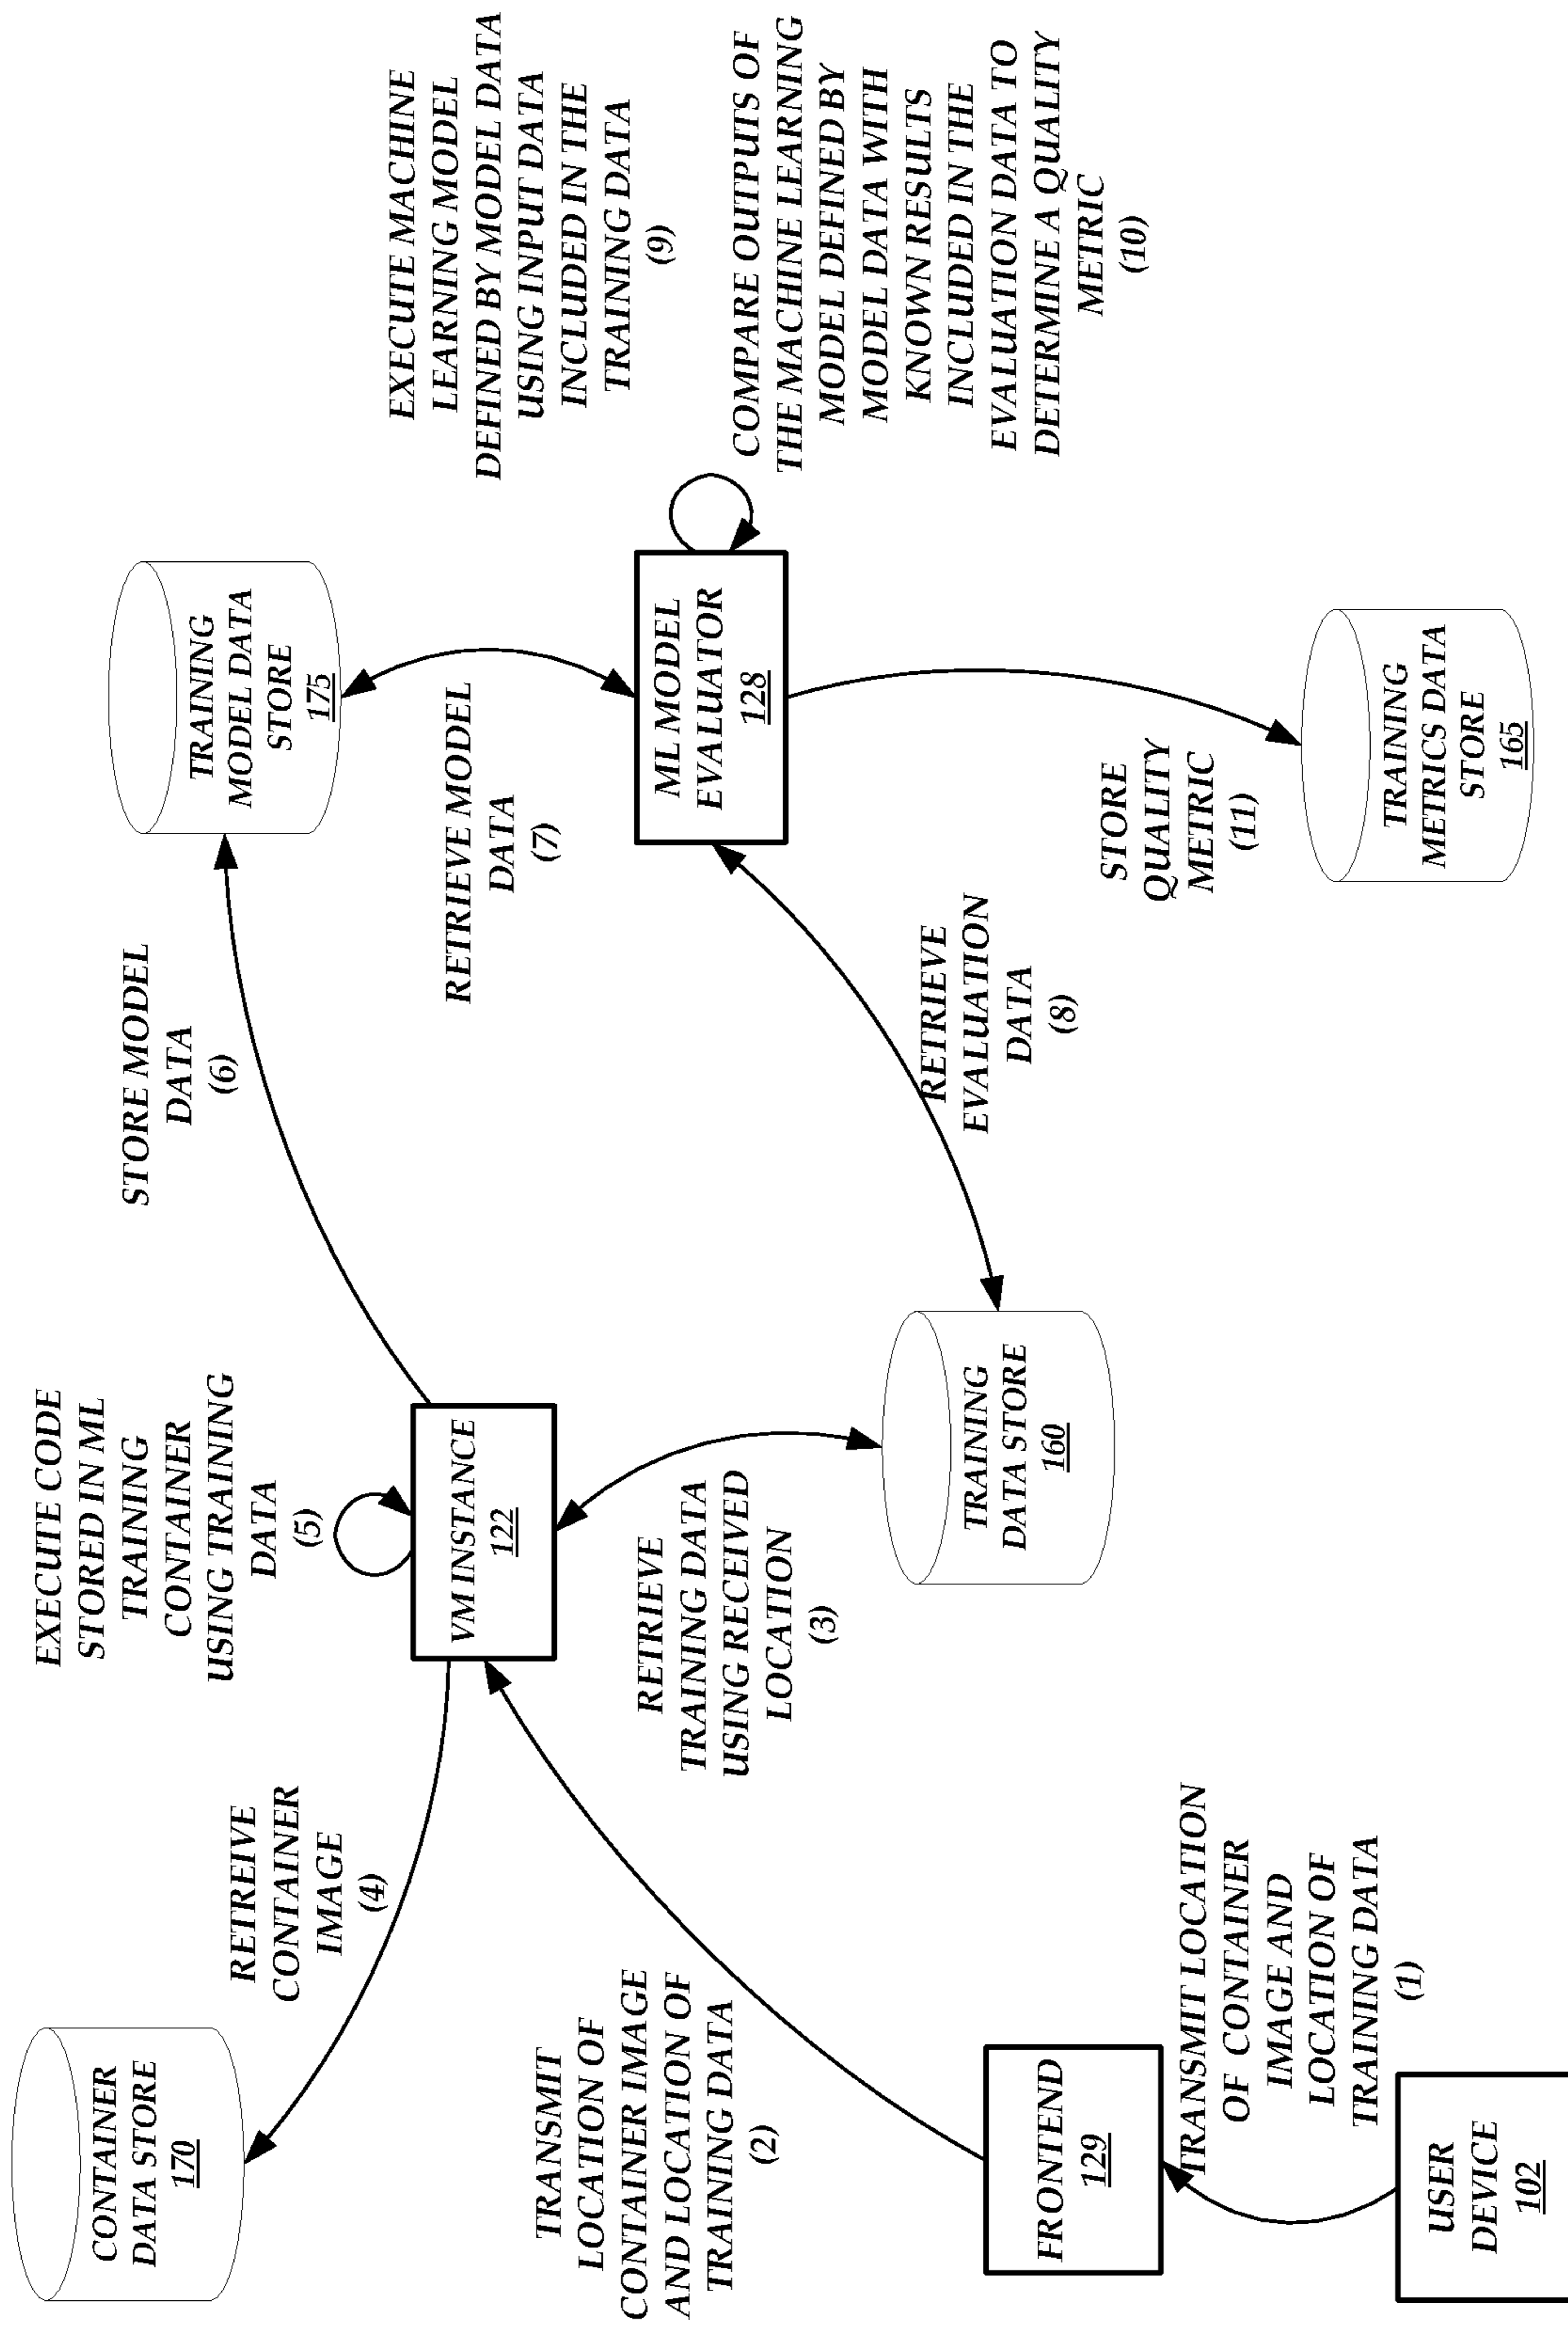 CONTAINER
DATA STORE
170
RETREIVE
CONTAINER
IMAGE
(4)
EXECUTE CODE
STORED IN ML
TRAINING
CONTAINER
USING TRAINING
DATA
(5)
STORE MODEL
DATA
(6)
TRAINING
MODEL DATA
STORE
175
EXECUTE MACHINE
LEARNING MODEL
DEFINED BY MODEL DATA
USING INPUT DATA
INCLUDED IN THE
TRAINING DATA
(9)
TRANSMIT
LOCATION OF
CONTAINER IMAGE
AND LOCATION OF
TRAINING DATA
(2)
VM INSTANCE
122
RETRIEVE
TRAINING DATA
USING RECEIVED
LOCATION
(3)
RETRIEVE MODEL
DATA
(7)
ML MODEL
EVALUATOR
128
COMPARE OUTPUTS OF
THE MACHINE LEARNING
MODEL DEFINED BY
MODEL DATA WITH
KNOWN RESULTS
INCLUDED IN THE
EVALUATION DATA TO
DETERMINE A QUALITY
METRIC
(10)
FRONTEND
129
TRAINING
DATA STORE
160
RETRIEVE
EVALUATION
DATA
(8)
TRANSMIT LOCATION
OF CONTAINER
IMAGE AND
LOCATION OF
TRAINING DATA
(1)
STORE
QUALITY
METRIC
(11)
USER
DEVICE
102
TRAINING
METRICS DATA
STORE
165